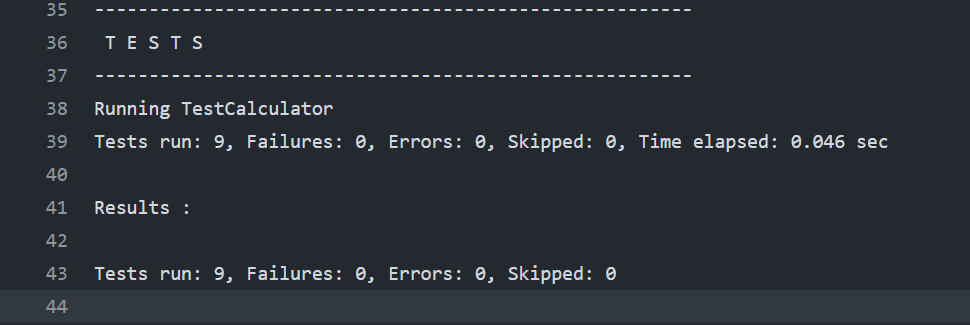 35 -------------------------------------------------------
36  T E S T S
37 -------------------------------------------------------
38 Running TestCalculator
39 Tests run: 9, Failures: 0, Errors: 0, Skipped: 0, Time elapsed: 0.046 sec
40
41 Results :
42
43 Tests run: 9, Failures: 0, Errors: 0, Skipped: 0
44